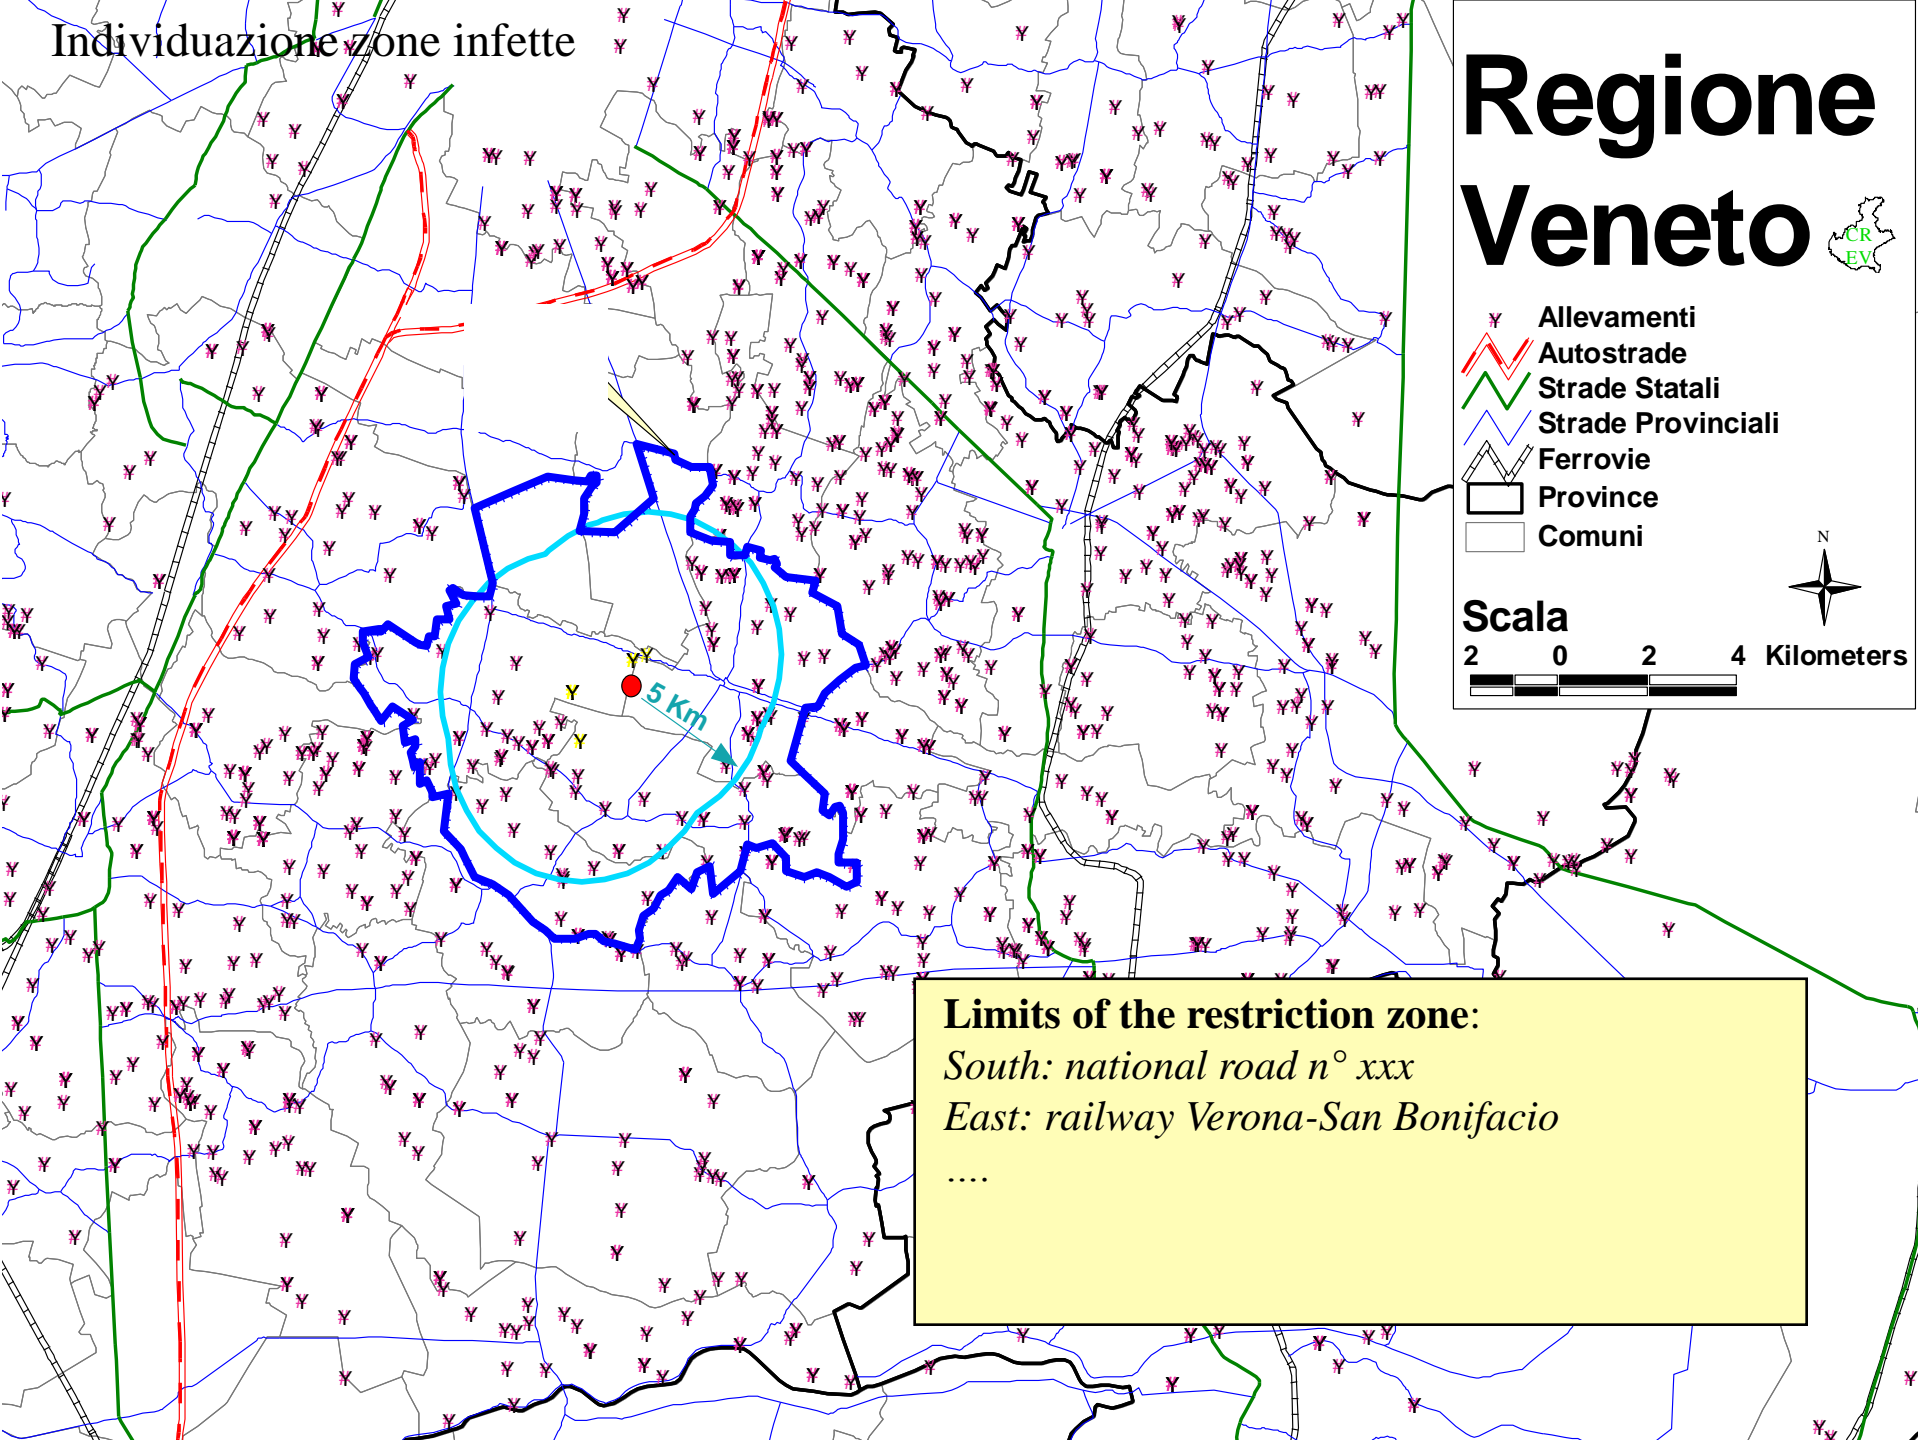 Individuazione zone infette
Regione
Veneto
CR
EV
Allevamenti
Autostrade
Strade Statali
Strade Provinciali
Ferrovie
Province
Comuni
N
Scala
2 0 2 4 Kilometers
5 Km
Limits of the restriction zone:
South: national road n° xxx
East: railway Verona-San Bonifacio
....